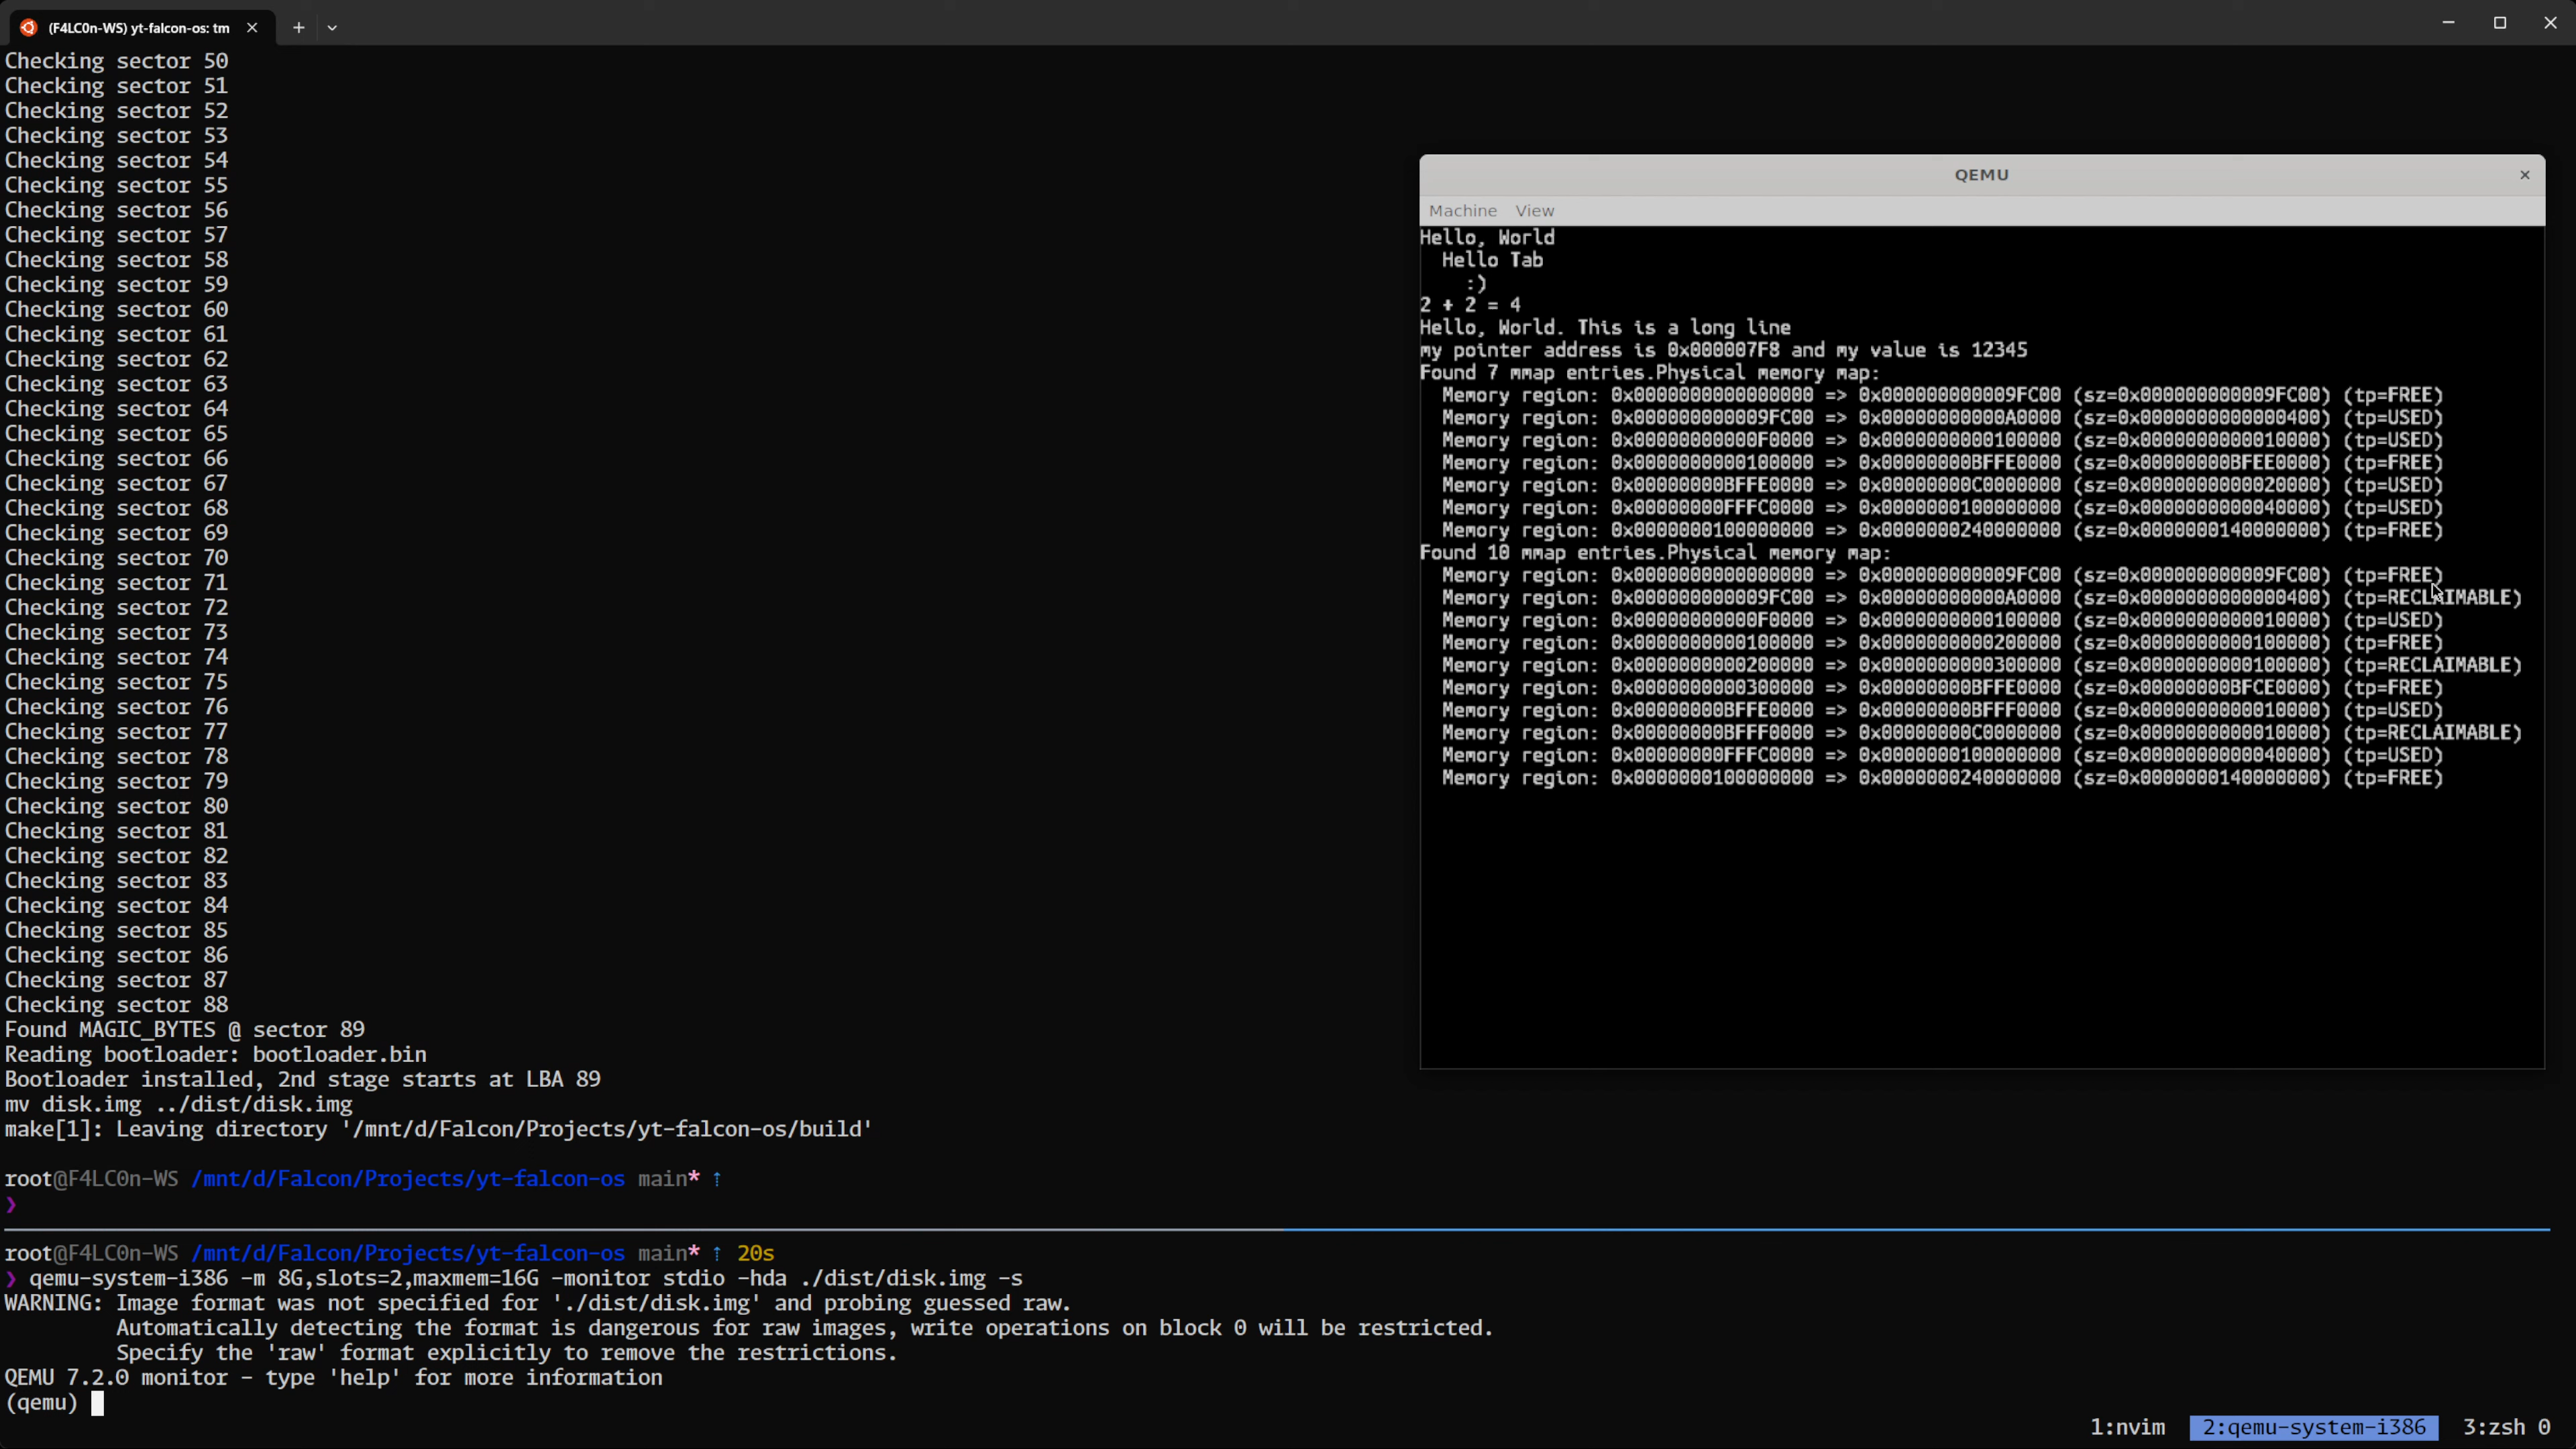 (F4LC0n-WS) yt-falcon-os: tm
Checking sector 50
Checking sector 51
Checking sector 52
Checking sector 53
Checking sector 54
Checking sector 55
Checking sector 56
Checking sector 57
Checking sector 58
Checking sector 59
Checking sector 60
Checking sector 61
Checking sector 62
Checking sector 63
Checking sector 64
Checking sector 65
Checking sector 66
Checking sector 67
Checking sector 68
Checking sector 69
Checking sector 70
Checking sector 71
Checking sector 72
Checking sector 73
Checking sector 74
Checking sector 75
Checking sector 76
Checking sector 77
Checking sector 78
Checking sector 79
Checking sector 80
Checking sector 81
Checking sector 82
Checking sector 83
Checking sector 84
Checking sector 85
Checking sector 86
Checking sector 87
Checking sector 88
Found MAGIC_BYTES @ sector 89
Reading bootloader: bootloader.bin
Bootloader installed, 2nd stage starts at LBA 89
mv disk.img ../dist/disk.img
make[1]: Leaving directory '/mnt/d/Falcon/Projects/yt-falcon-os/build'
root@F4LC0n-WS /mnt/d/Falcon/Projects/yt-falcon-os main* ↑
❯
root@F4LC0n-WS /mnt/d/Falcon/Projects/yt-falcon-os main* ↑ 20s
❯ qemu-system-i386 -m 8G,slots=2,maxmem=16G -monitor stdio -hda ./dist/disk.img -s
WARNING: Image format was not specified for './dist/disk.img' and probing guessed raw.
Automatically detecting the format is dangerous for raw images, write operations on block 0 will be restricted.
Specify the 'raw' format explicitly to remove the restrictions.
QEMU 7.2.0 monitor - type 'help' for more information
(qemu)
QEMU
Machine View
Hello, World
Hello Tab
:)
2 + 2 = 4
Hello, World. This is a long line
my pointer address is 0x000007F8 and my value is 12345
Found 7 mmap entries.Physical memory map:
Memory region: 0x0000000000000000 => 0x000000000009FC00 (sz=0x000000000009FC00) (tp=FREE)
Memory region: 0x000000000009FC00 => 0x00000000000A0000 (sz=0x0000000000000400) (tp=USED)
Memory region: 0x00000000000F0000 => 0x0000000000100000 (sz=0x0000000000010000) (tp=USED)
Memory region: 0x0000000000100000 => 0x00000000BFFE0000 (sz=0x00000000BFEE0000) (tp=FREE)
Memory region: 0x00000000BFFE0000 => 0x00000000C0000000 (sz=0x0000000000020000) (tp=USED)
Memory region: 0x00000000FFFC0000 => 0x0000000100000000 (sz=0x0000000000040000) (tp=USED)
Memory region: 0x0000000100000000 => 0x0000000240000000 (sz=0x0000000140000000) (tp=FREE)
Found 10 mmap entries.Physical memory map:
Memory region: 0x0000000000000000 => 0x000000000009FC00 (sz=0x000000000009FC00) (tp=FREE)
Memory region: 0x000000000009FC00 => 0x00000000000A0000 (sz=0x0000000000000400) (tp=RECLAIMABLE)
Memory region: 0x00000000000F0000 => 0x0000000000100000 (sz=0x0000000000010000) (tp=USED)
Memory region: 0x0000000000100000 => 0x0000000000200000 (sz=0x0000000000100000) (tp=FREE)
Memory region: 0x0000000000200000 => 0x0000000000300000 (sz=0x0000000000100000) (tp=RECLAIMABLE)
Memory region: 0x0000000000300000 => 0x00000000BFFE0000 (sz=0x00000000BFCE0000) (tp=FREE)
Memory region: 0x00000000BFFE0000 => 0x00000000BFFF0000 (sz=0x0000000000010000) (tp=USED)
Memory region: 0x00000000BFFF0000 => 0x00000000C0000000 (sz=0x0000000000010000) (tp=RECLAIMABLE)
Memory region: 0x00000000FFFC0000 => 0x0000000100000000 (sz=0x0000000000040000) (tp=USED)
Memory region: 0x0000000100000000 => 0x0000000240000000 (sz=0x0000000140000000) (tp=FREE)
1:nvim 2:qemu-system-i386 3:zsh 0